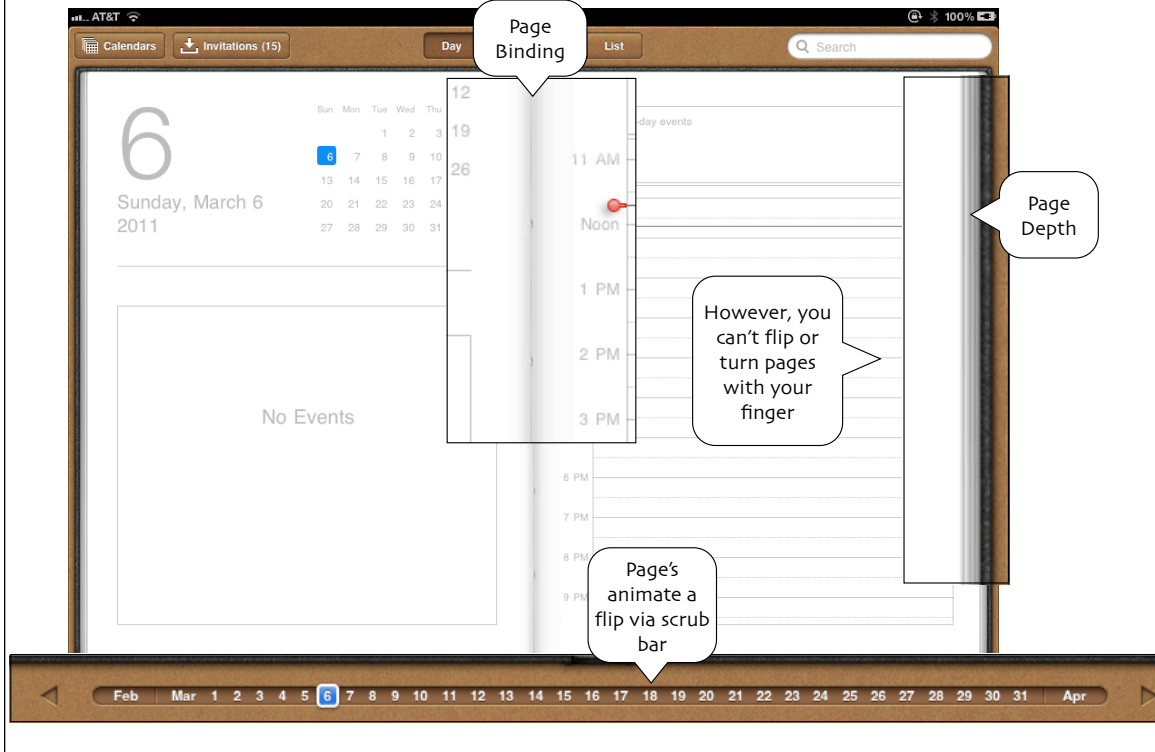 AT&T 100%
Calendars Invitations (15) Day List Search
Page
Binding
6
Sunday, March 6
2011
Sun Mon Tue Wed Thu
1 2 3
6 7 8 9 10
13 14 15 16 17
20 21 22 23 24
27 28 29 30 31
12
19
26
No Events
-day events
11 AM
Noon
1 PM
2 PM
3 PM
6 PM
7 PM
8 PM
9 PM
Page
Depth
However, you
can't flip or
turn pages
with your
finger
Page's
animate a
flip via scrub
bar
Feb Mar 1 2 3 4 5 6 7 8 9 10 11 12 13 14 15 16 17 18 19 20 21 22 23 24 25 26 27 28 29 30 31 Apr